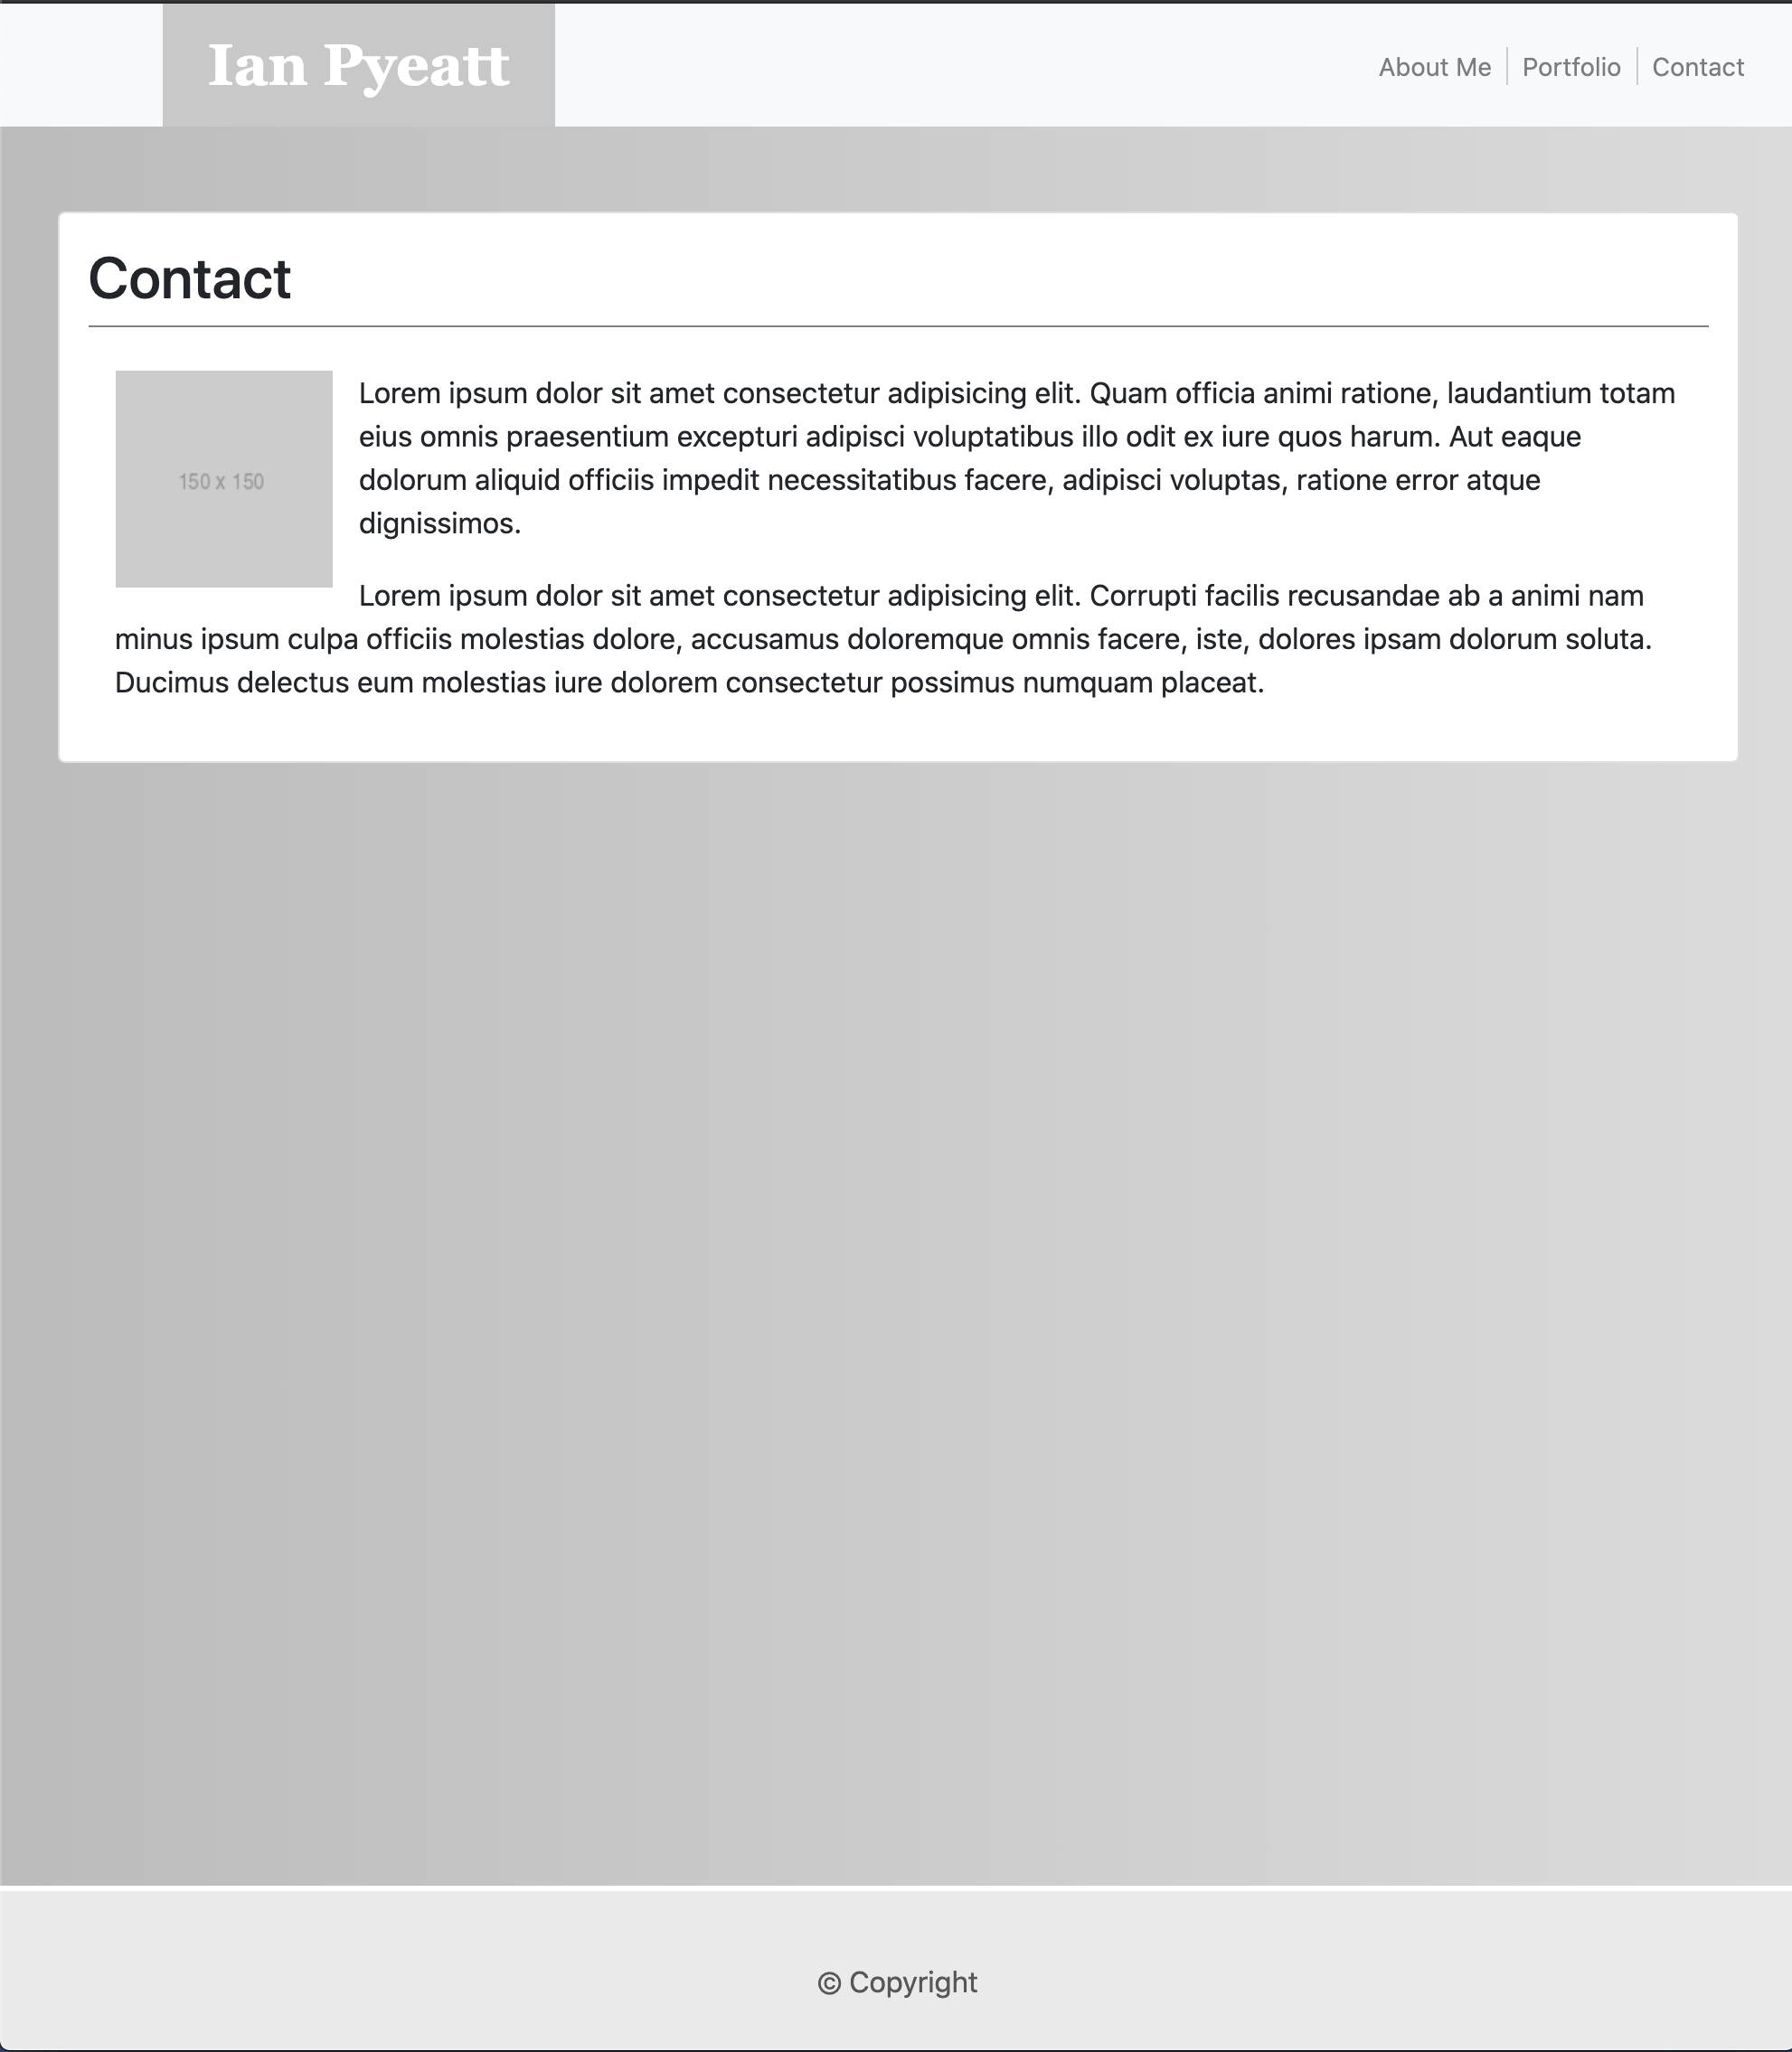 Ian Pyeatt
About Me
Portfolio
Contact
Contact
150 x 150
Lorem ipsum dolor sit amet consectetur adipisicing elit. Quam officia animi ratione, laudantium totam
eius omnis praesentium excepturi adipisci voluptatibus illo odit ex iure quos harum. Aut eaque
dolorum aliquid officiis impedit necessitatibus facere, adipisci voluptas, ratione error atque
dignissimos.
Lorem ipsum dolor sit amet consectetur adipisicing elit. Corrupti facilis recusandae ab a animi nam
minus ipsum culpa officiis molestias dolore, accusamus doloremque omnis facere, iste, dolores ipsam dolorum soluta.
Ducimus delectus eum molestias iure dolorem consectetur possimus numquam placeat.
© Copyright